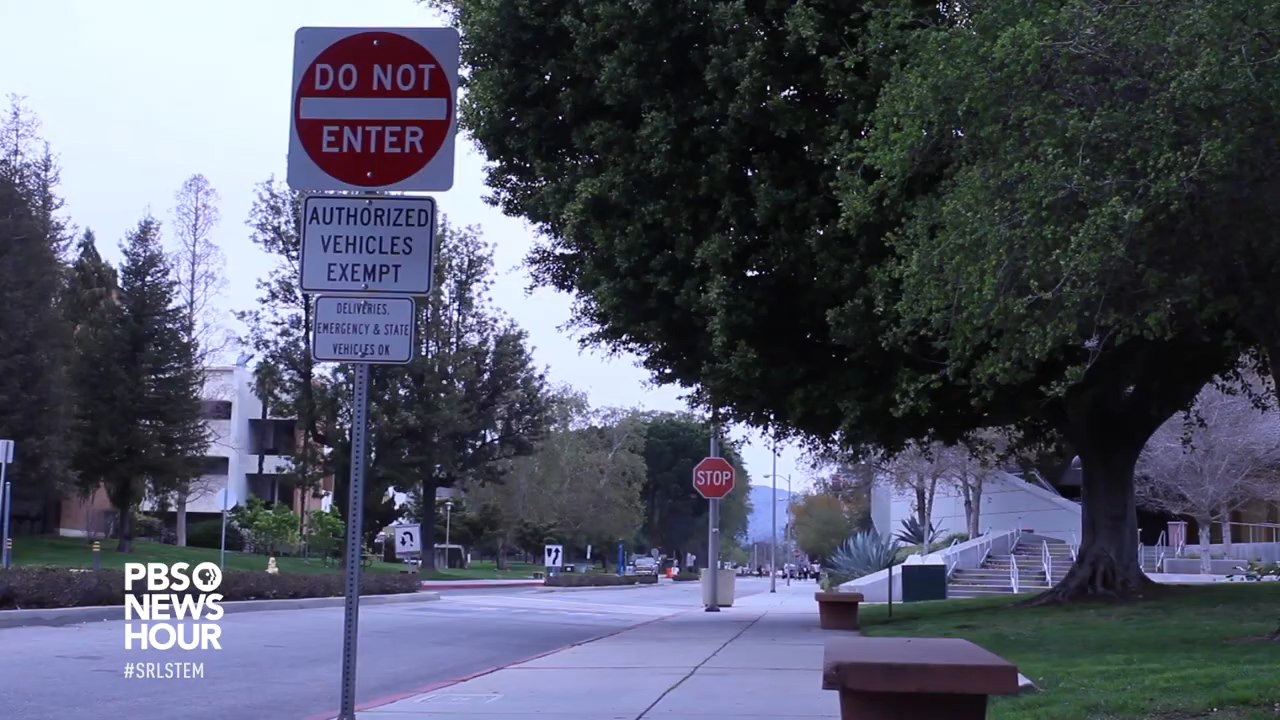 DO NOT
ENTER
AUTHORIZED
VEHICLES
EXEMPT
DELIVERIES,
EMERGENCY & STATE
VEHICLES OK
STOP
PBS
NEWS
HOUR
#SRLSTEM